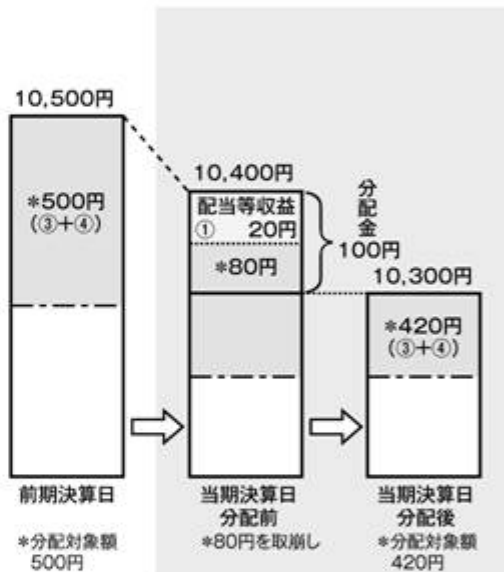 10,500円
*500円
(③+④)
10,400円
配当等収益
① 20円
*80円
分配金
100円
10,300円
*420円
(③+④)
前期決算日
*分配対象額
500円
当期決算日
分配前
*80円を取崩し
当期決算日
分配後
*分配対象額
420円